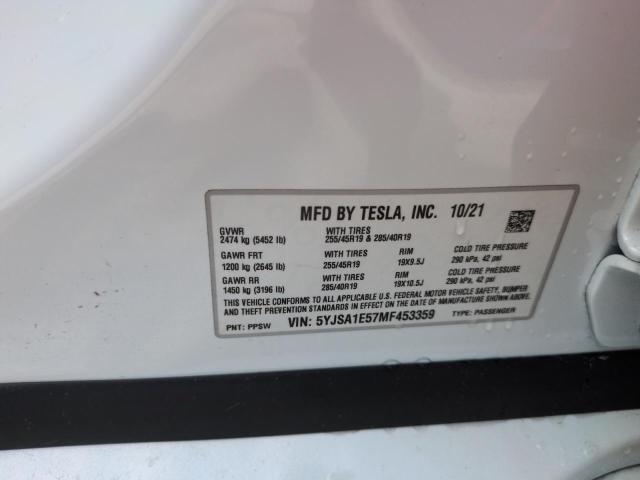 MFD BY TESLA, INC. 10/21
GVWR
2474 kg (5452 lb)
WITH TIRES
255/45R19 & 285/40R19
GAWR FRT
1200 kg (2645 lb)
WITH TIRES
255/45R19
RIM
19X9.5J
COLD TIRE PRESSURE
290 kPa, 42 psi
GAWR RR
1450 kg (3196 lb)
WITH TIRES
285/40R19
RIM
19X10.5J
COLD TIRE PRESSURE
290 kPa, 42 psi
THIS VEHICLE CONFORMS TO ALL APPLICABLE U.S. FEDERAL MOTOR VEHICLE SAFETY, BUMPER
AND THEFT PREVENTION STANDARDS IN EFFECT ON THE DATE OF MANUFACTURE SHOWN ABOVE.
PNT: PPSW VIN: 5YJSA1E57MF453359 TYPE: PASSENGER